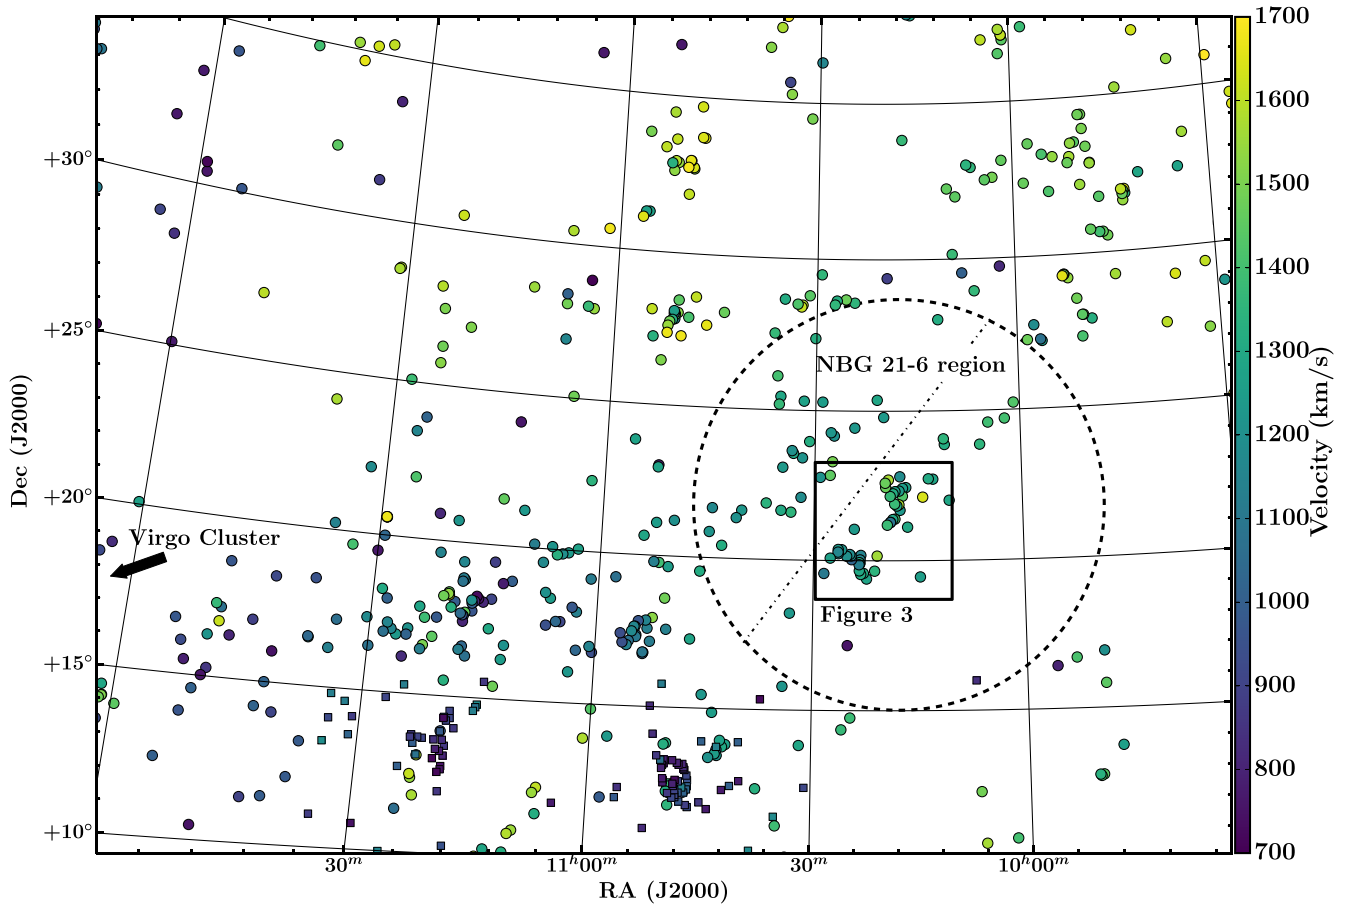 +30°
+25°
+20°
+15°
+10°
Dec (J2000)
NBG 21-6 region
Figure 3
Virgo Cluster
30ᵐ
11ʰ00ᵐ
30ᵐ
10ʰ00ᵐ
RA (J2000)
1700
1600
1500
1400
1300
1200
1100
1000
900
800
700
Velocity (km/s)